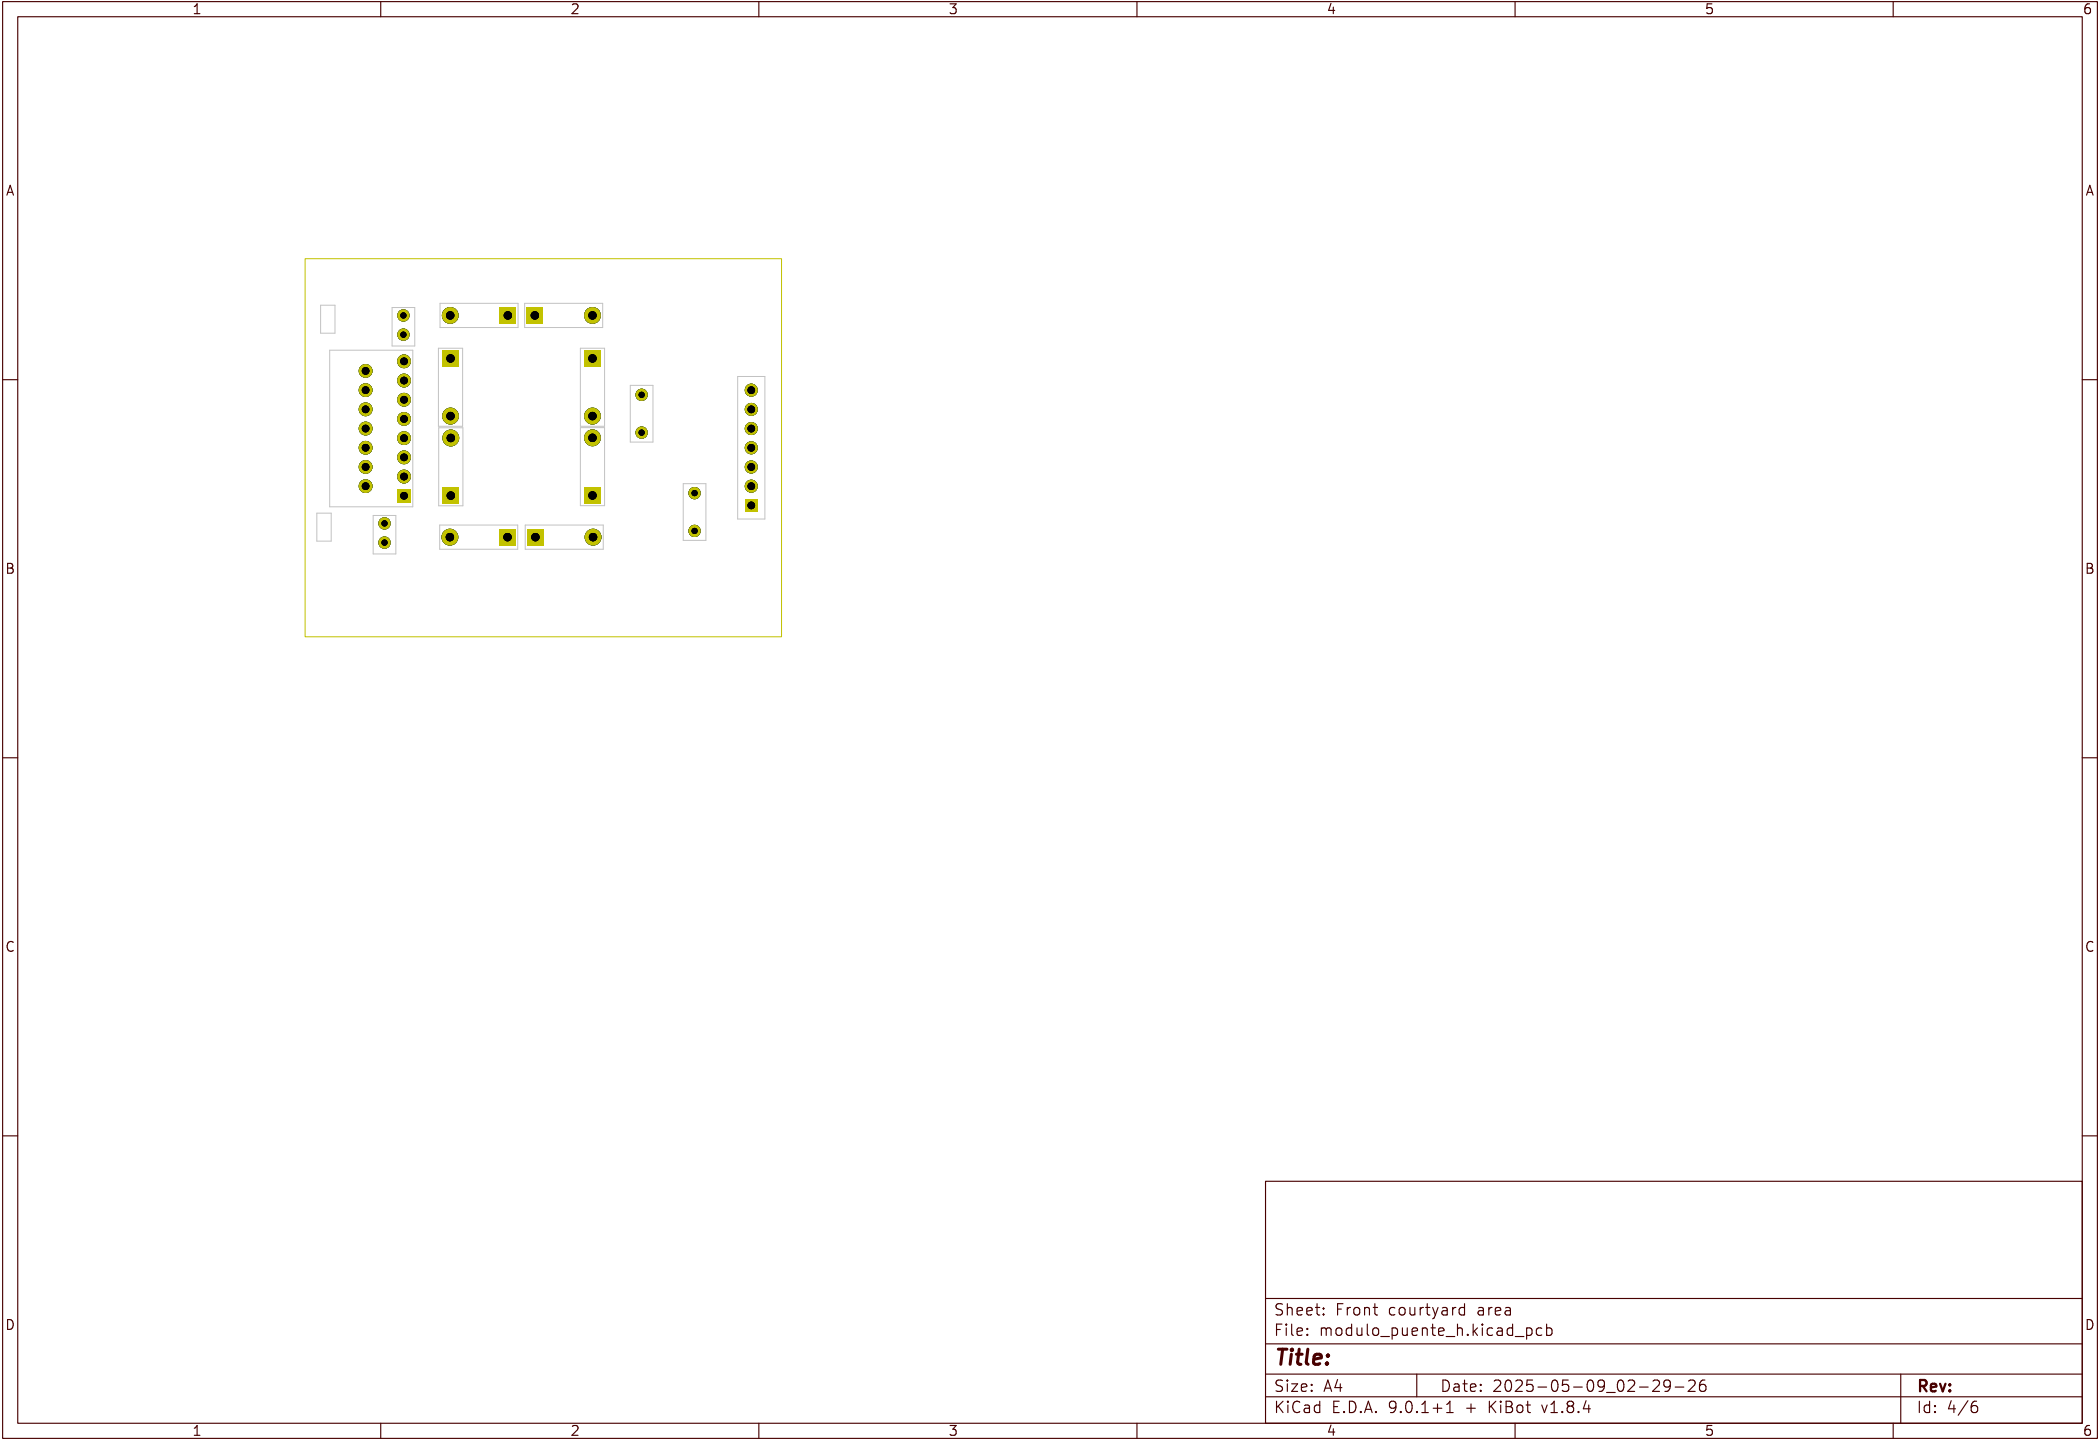 1 2 3 4 5 6
A A
B B
C C
D D
Sheet: Front courtyard area
File: modulo_puente_h.kicad_pcb
Title:
Size: A4 Date: 2025-05-09_02-29-26 Rev:
KiCad E.D.A. 9.0.1+1 + KiBot v1.8.4 Id: 4/6
1 2 3 4 5 6